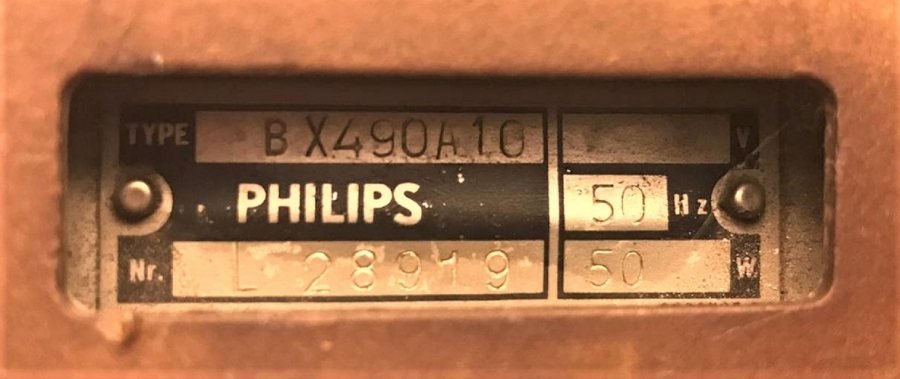 TYPE BX490A10 V
PHILIPS 50 Hz
Nr. L 28919 50 W